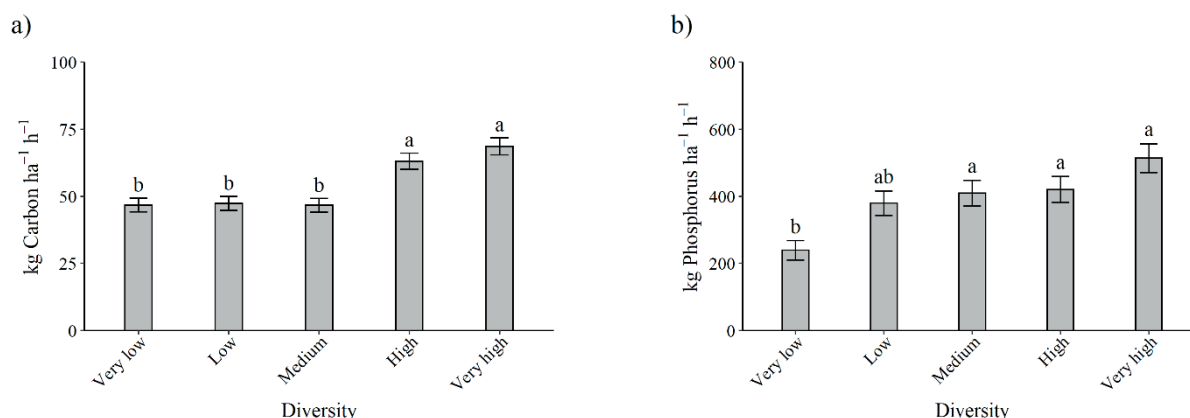 a)
kg Carbon ha⁻¹ h⁻¹
100
75
50
25
0
b
b
b
a
a
Very low
Low
Medium
High
Very high
Diversity
b)
kg Phosphorus ha⁻¹ h⁻¹
800
600
400
200
0
b
ab
a
a
a
Very low
Low
Medium
High
Very high
Diversity